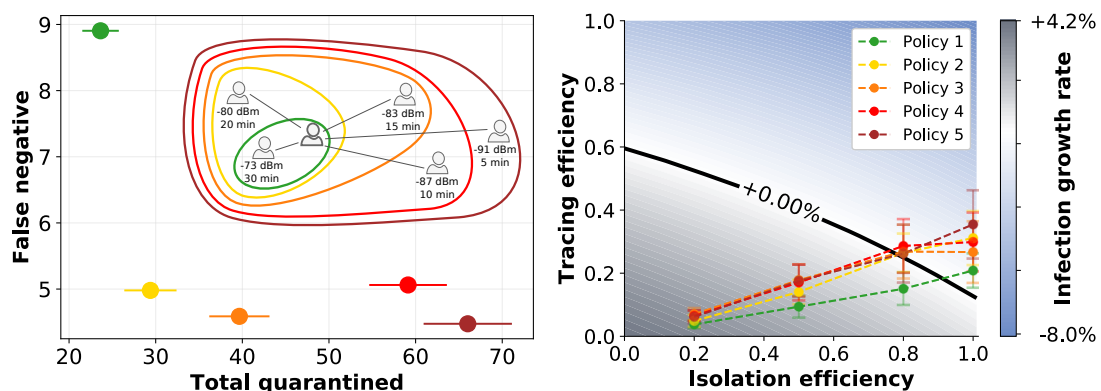 9
8
7
6
5
20
30
40
50
60
70
False negative
Total quarantined
-80 dBm
20 min
-83 dBm
15 min
-91 dBm
5 min
-73 dBm
30 min
-87 dBm
10 min
1.0
0.8
0.6
0.4
0.2
0.0
0.0
0.2
0.4
0.6
0.8
1.0
Tracing efficiency
Isolation efficiency
Policy 1
Policy 2
Policy 3
Policy 4
Policy 5
+0.00%
+4.2%
-8.0%
Infection growth rate